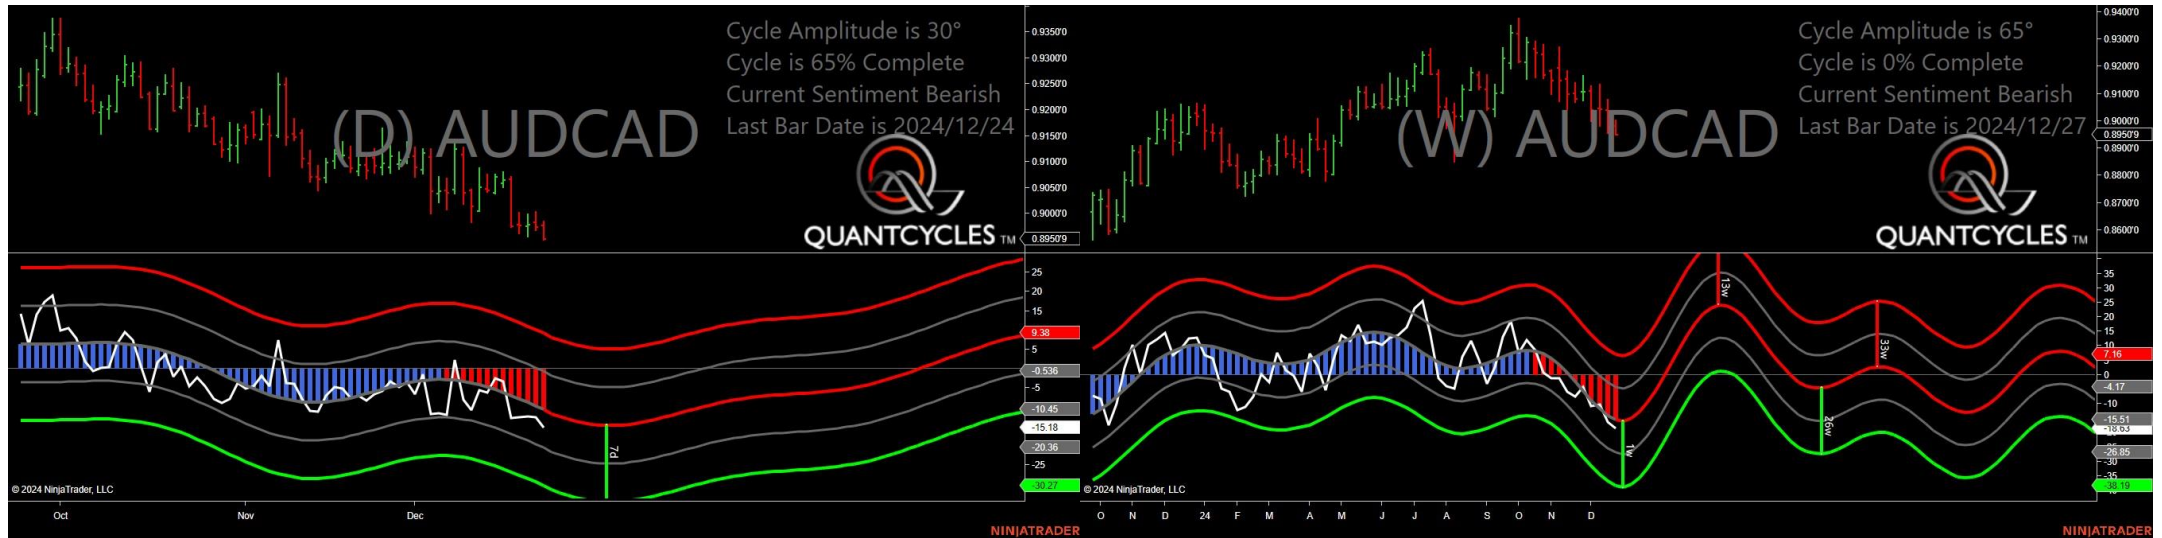 Cycle Amplitude is 30°
Cycle is 65% Complete
Current Sentiment Bearish
Last Bar Date is 2024/12/24
(D) AUDCAD
QUANTCYCLES TM
0.9350'0
0.9300'0
0.9250'0
0.9200'0
0.9150'0
0.9100'0
0.9050'0
0.9000'0
0.8950'9
25
20
15
9.38
5
-0.536
-5
-10.45
-15.18
-20.36
-25
-30.27
7d
© 2024 NinjaTrader, LLC
Oct Nov Dec
NINJATRADER
Cycle Amplitude is 65°
Cycle is 0% Complete
Current Sentiment Bearish
Last Bar Date is 2024/12/27
(W) AUDCAD
QUANTCYCLES TM
0.9400'0
0.9300'0
0.9200'0
0.9100'0
0.9000'0
0.8950'9
0.8900'0
0.8800'0
0.8700'0
0.8600'0
35
30
25
20
15
10
7.16
0
-4.17
-10
-15.51
-18.63
-26.85
-30
-35
-38.19
13w
33w
26w
1w
© 2024 NinjaTrader, LLC
O N D 24 F M A M J J A S O N D
NINJATRADER